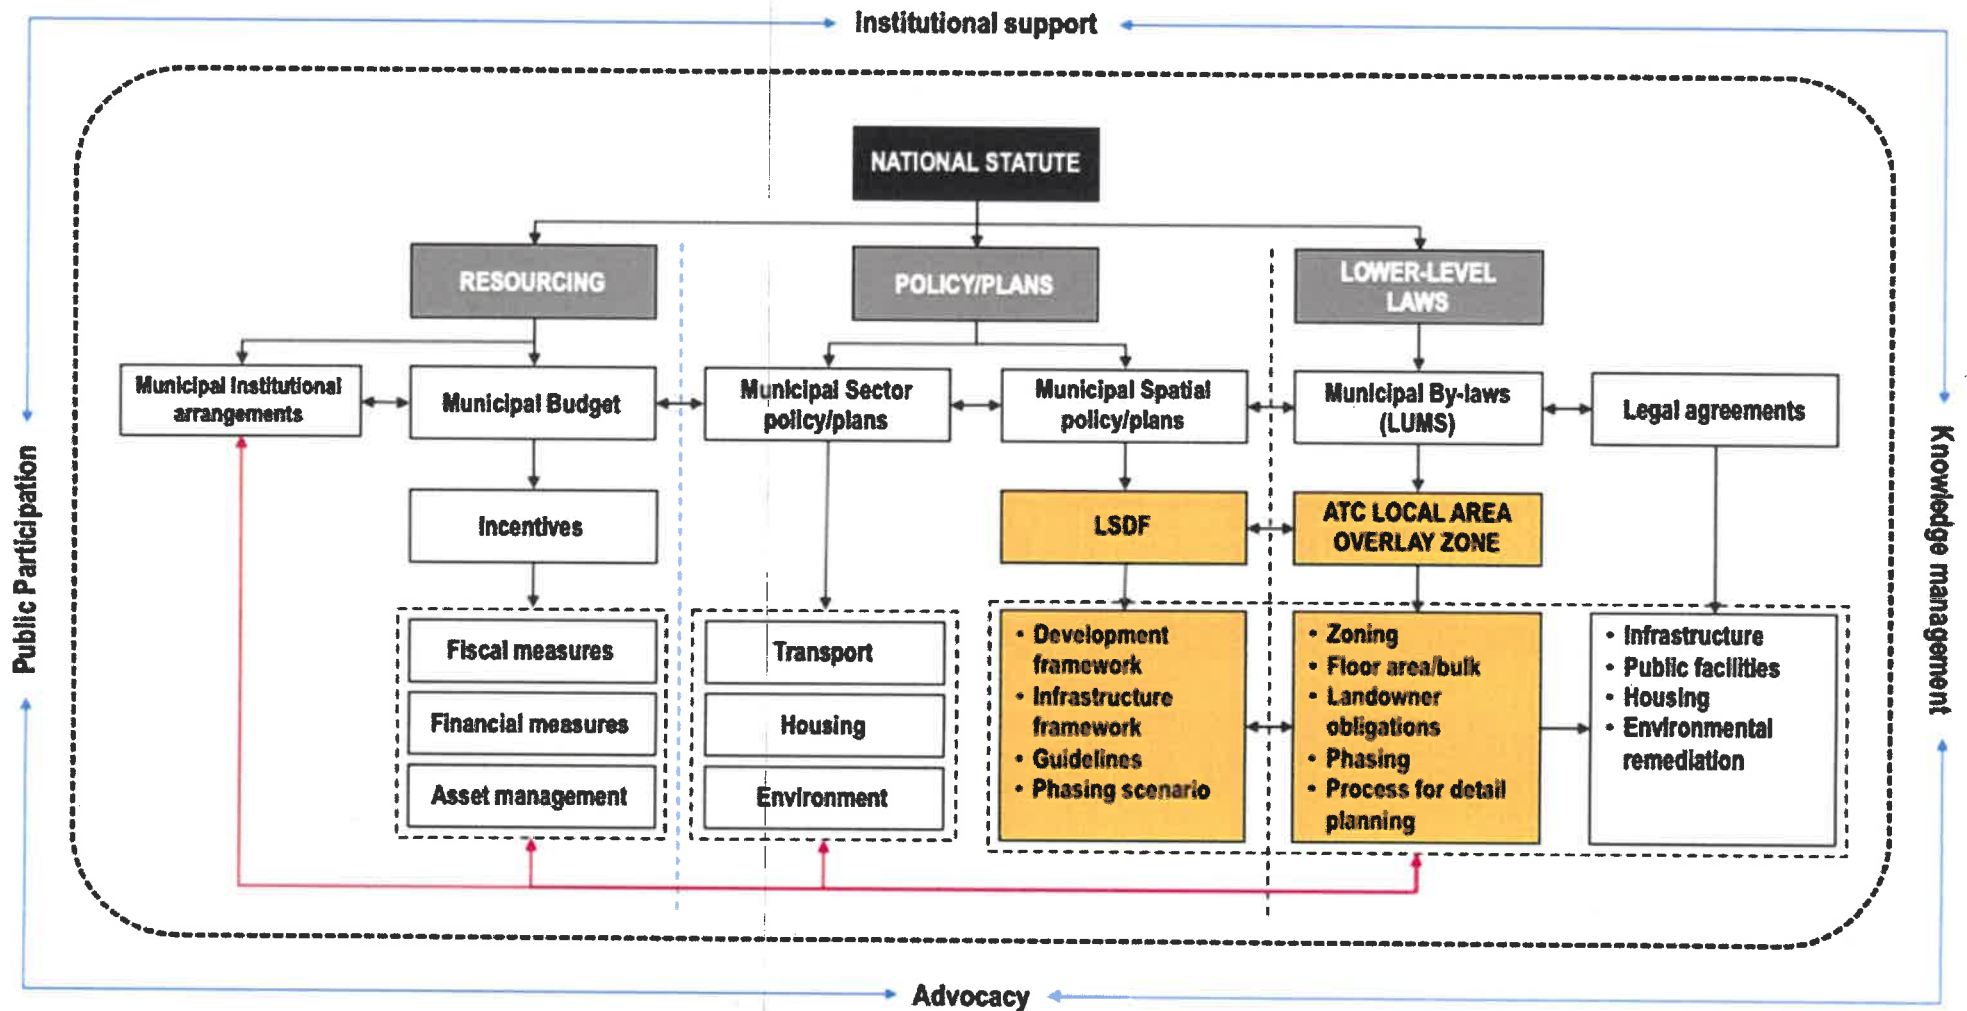 Institutional support
NATIONAL STATUTE
RESOURCING
POLICY/PLANS
LOWER-LEVEL
LAWS
Municipal Institutional
arrangements
Municipal Budget
Municipal Sector
policy/plans
Municipal Spatial
policy/plans
Municipal By-laws
(LUMS)
Legal agreements
Incentives
LSDF
ATC LOCAL AREA
OVERLAY ZONE
Fiscal measures
Financial measures
Asset management
Transport
Housing
Environment
• Development
framework
• Infrastructure
framework
• Guidelines
• Phasing scenario
• Zoning
• Floor area/bulk
• Landowner
obligations
• Phasing
• Process for detail
planning
• Infrastructure
• Public facilities
• Housing
• Environmental
remediation
Public Participation
Knowledge management
Advocacy